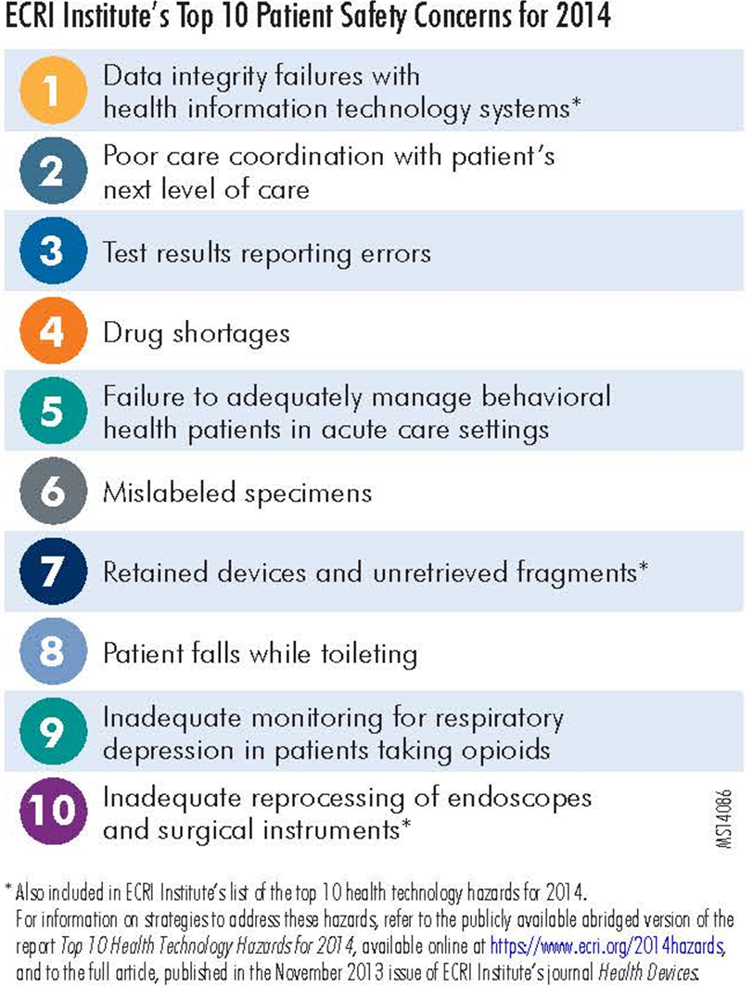 ECRI Institute's Top 10 Patient Safety Concerns for 2014
1 Data integrity failures with
health information technology systems*
2 Poor care coordination with patient's
next level of care
3 Test results reporting errors
4 Drug shortages
5 Failure to adequately manage behavioral
health patients in acute care settings
6 Mislabeled specimens
7 Retained devices and unretrieved fragments*
8 Patient falls while toileting
9 Inadequate monitoring for respiratory
depression in patients taking opioids
10 Inadequate reprocessing of endoscopes
and surgical instruments*
MS14086
* Also included in ECRI Institute's list of the top 10 health technology hazards for 2014.
For information on strategies to address these hazards, refer to the publicly available abridged version of the
report Top 10 Health Technology Hazards for 2014, available online at https://www.ecri.org/2014hazards,
and to the full article, published in the November 2013 issue of ECRI Institute's journal Health Devices.